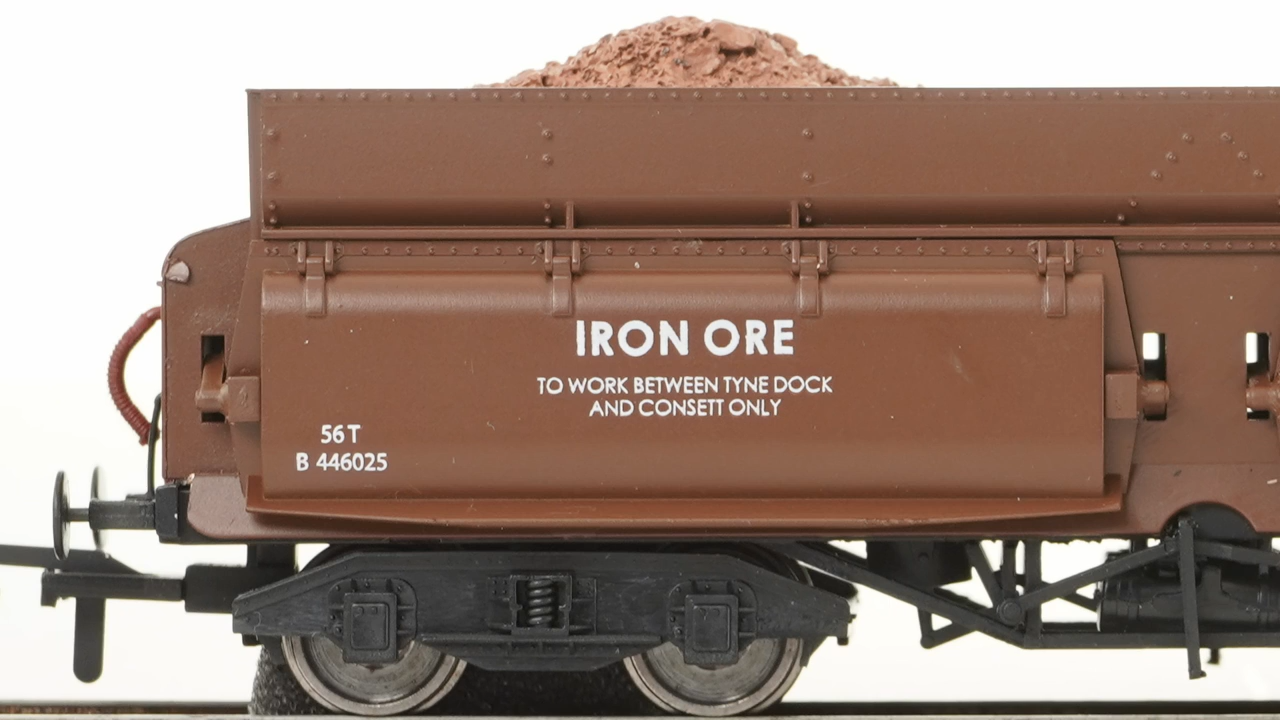 IRON ORE
TO WORK BETWEEN TYNE DOCK
AND CONSETT ONLY
56T
B 446025